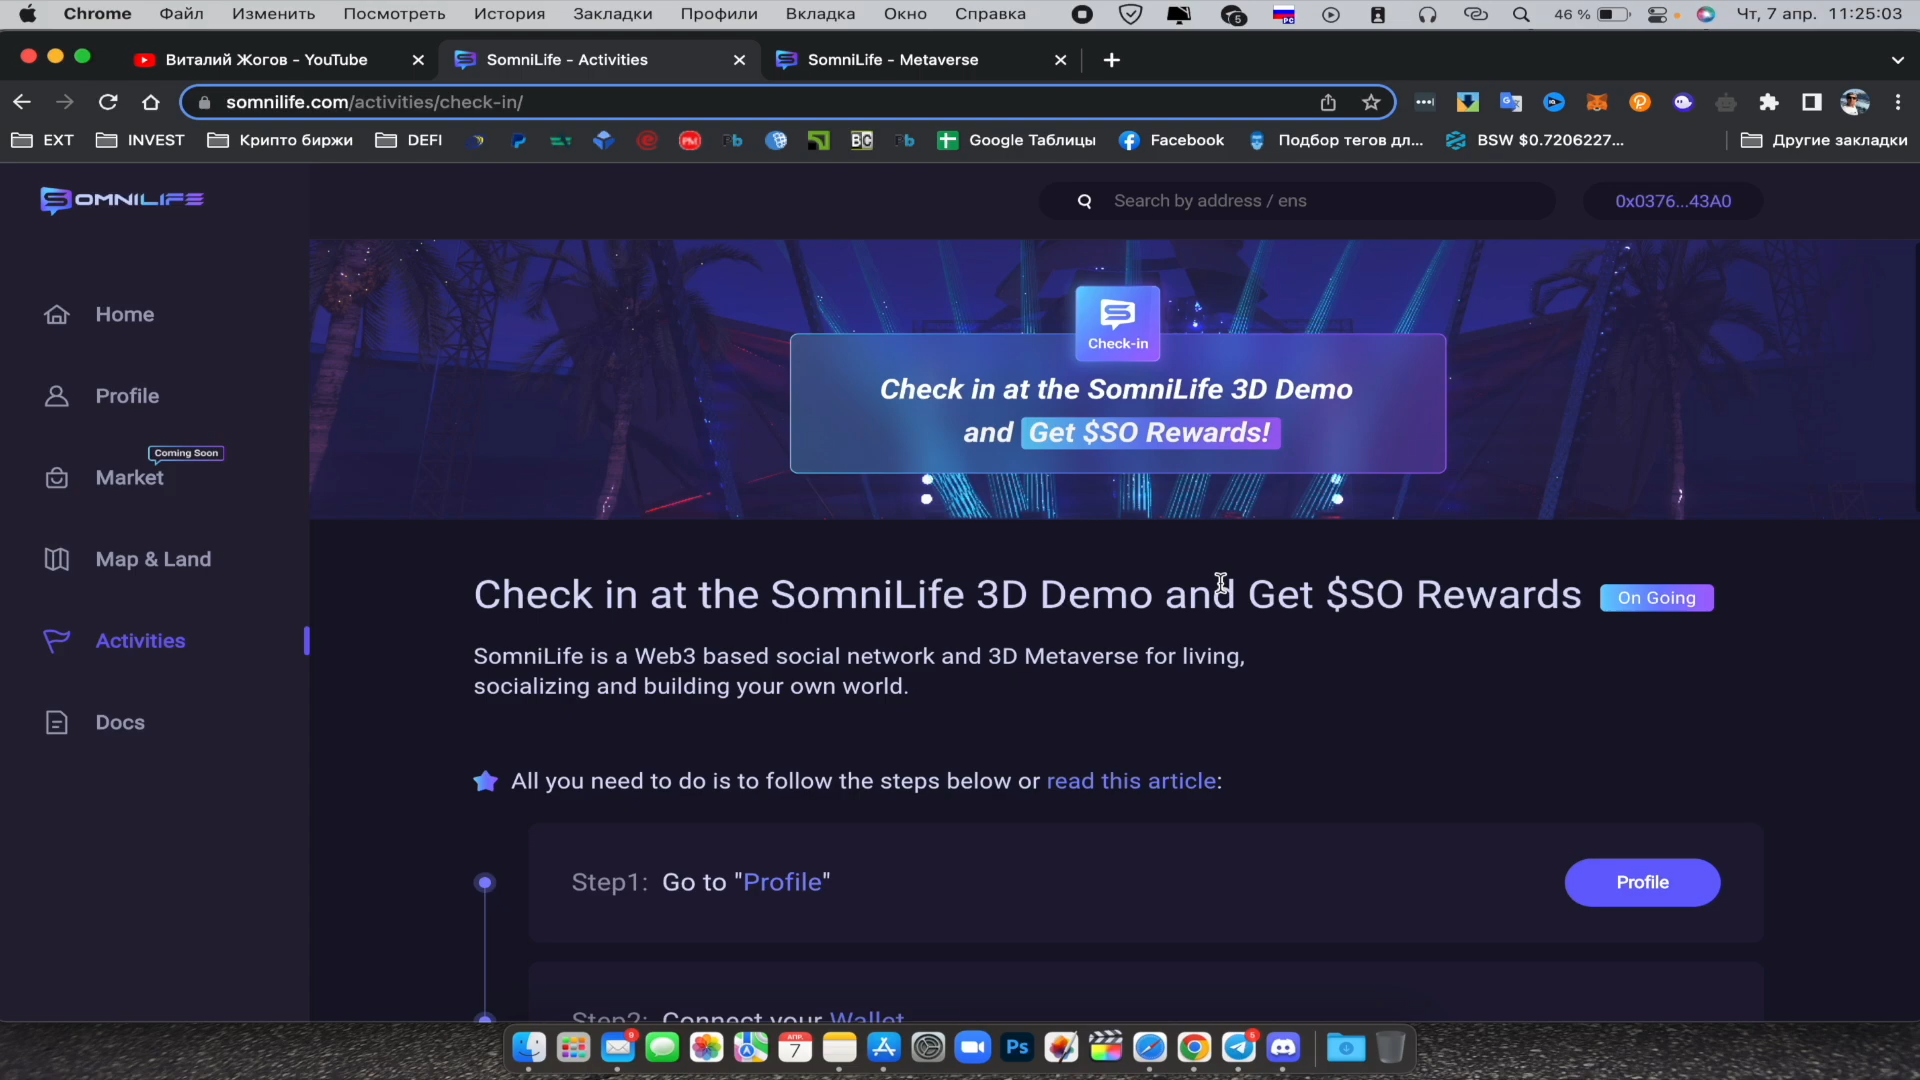 Chrome Файл Изменить Посмотреть История Закладки Профили Вкладка Окно Справка 46 % Чт, 7 апр. 11:25:03
Виталий Жогов - YouTube SomniLife - Activities SomniLife - Metaverse
somnilife.com/activities/check-in/
EXT INVEST Крипто биржи DEFI Google Таблицы Facebook Подбор тегов дл... BSW $0.7206227... Другие закладки
SOMNILIFE
Search by address / ens
0x0376...43A0
Home
Profile
Coming Soon
Market
Map & Land
Activities
Docs
Check-in
Check in at the SomniLife 3D Demo
and Get $SO Rewards!
Check in at the SomniLife 3D Demo and Get $SO Rewards On Going
SomniLife is a Web3 based social network and 3D Metaverse for living,
socializing and building your own world.
All you need to do is to follow the steps below or read this article:
Step1: Go to "Profile"
Profile
Step2: Connect your Wallet